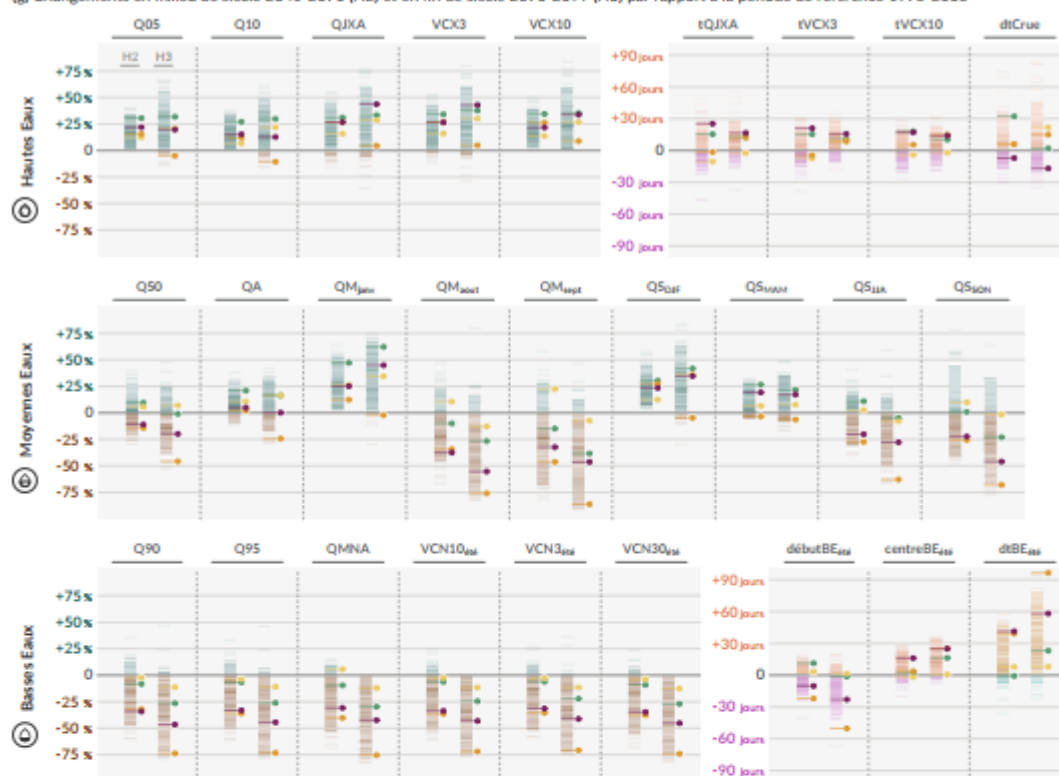 Q05 Q10 QJXA VCX3 VCX10 tQJXA tVCX3 tVCX10 dtCrue
H2 H3
Hautes Eaux
+75 %
+50 %
+25 %
0
-25 %
-50 %
-75 %
+90 jours
+30 jours
0
-30 jours
-60 jours
-90 jours
Q50 QA QMjanv QMaout QMsept QSDJF QSMAM QSJJA QSSON
Moyennes Eaux
+75 %
+50 %
+25 %
0
-25 %
-50 %
-75 %
Q90 Q95 QMNA VCN10été VCN3été VCN30été débutBEété centreBEété dtBEété
Basses Eaux
+75 %
+50 %
+25 %
0
-25 %
-50 %
-75 %
+90 jours
+60 jours
+30 jours
0
-30 jours
-60 jours
-90 jours